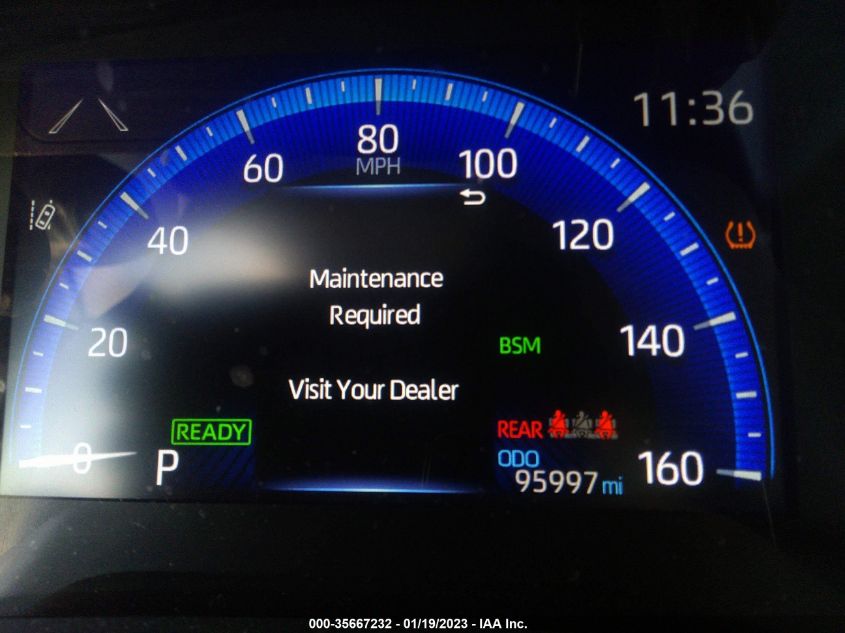 11:36
80
MPH
60
100
40
120
Maintenance
Required
20
140
BSM
Visit Your Dealer
READY
REAR
0
P
ODO
160
95997 mi
000-35667232 - 01/19/2023 - IAA Inc.